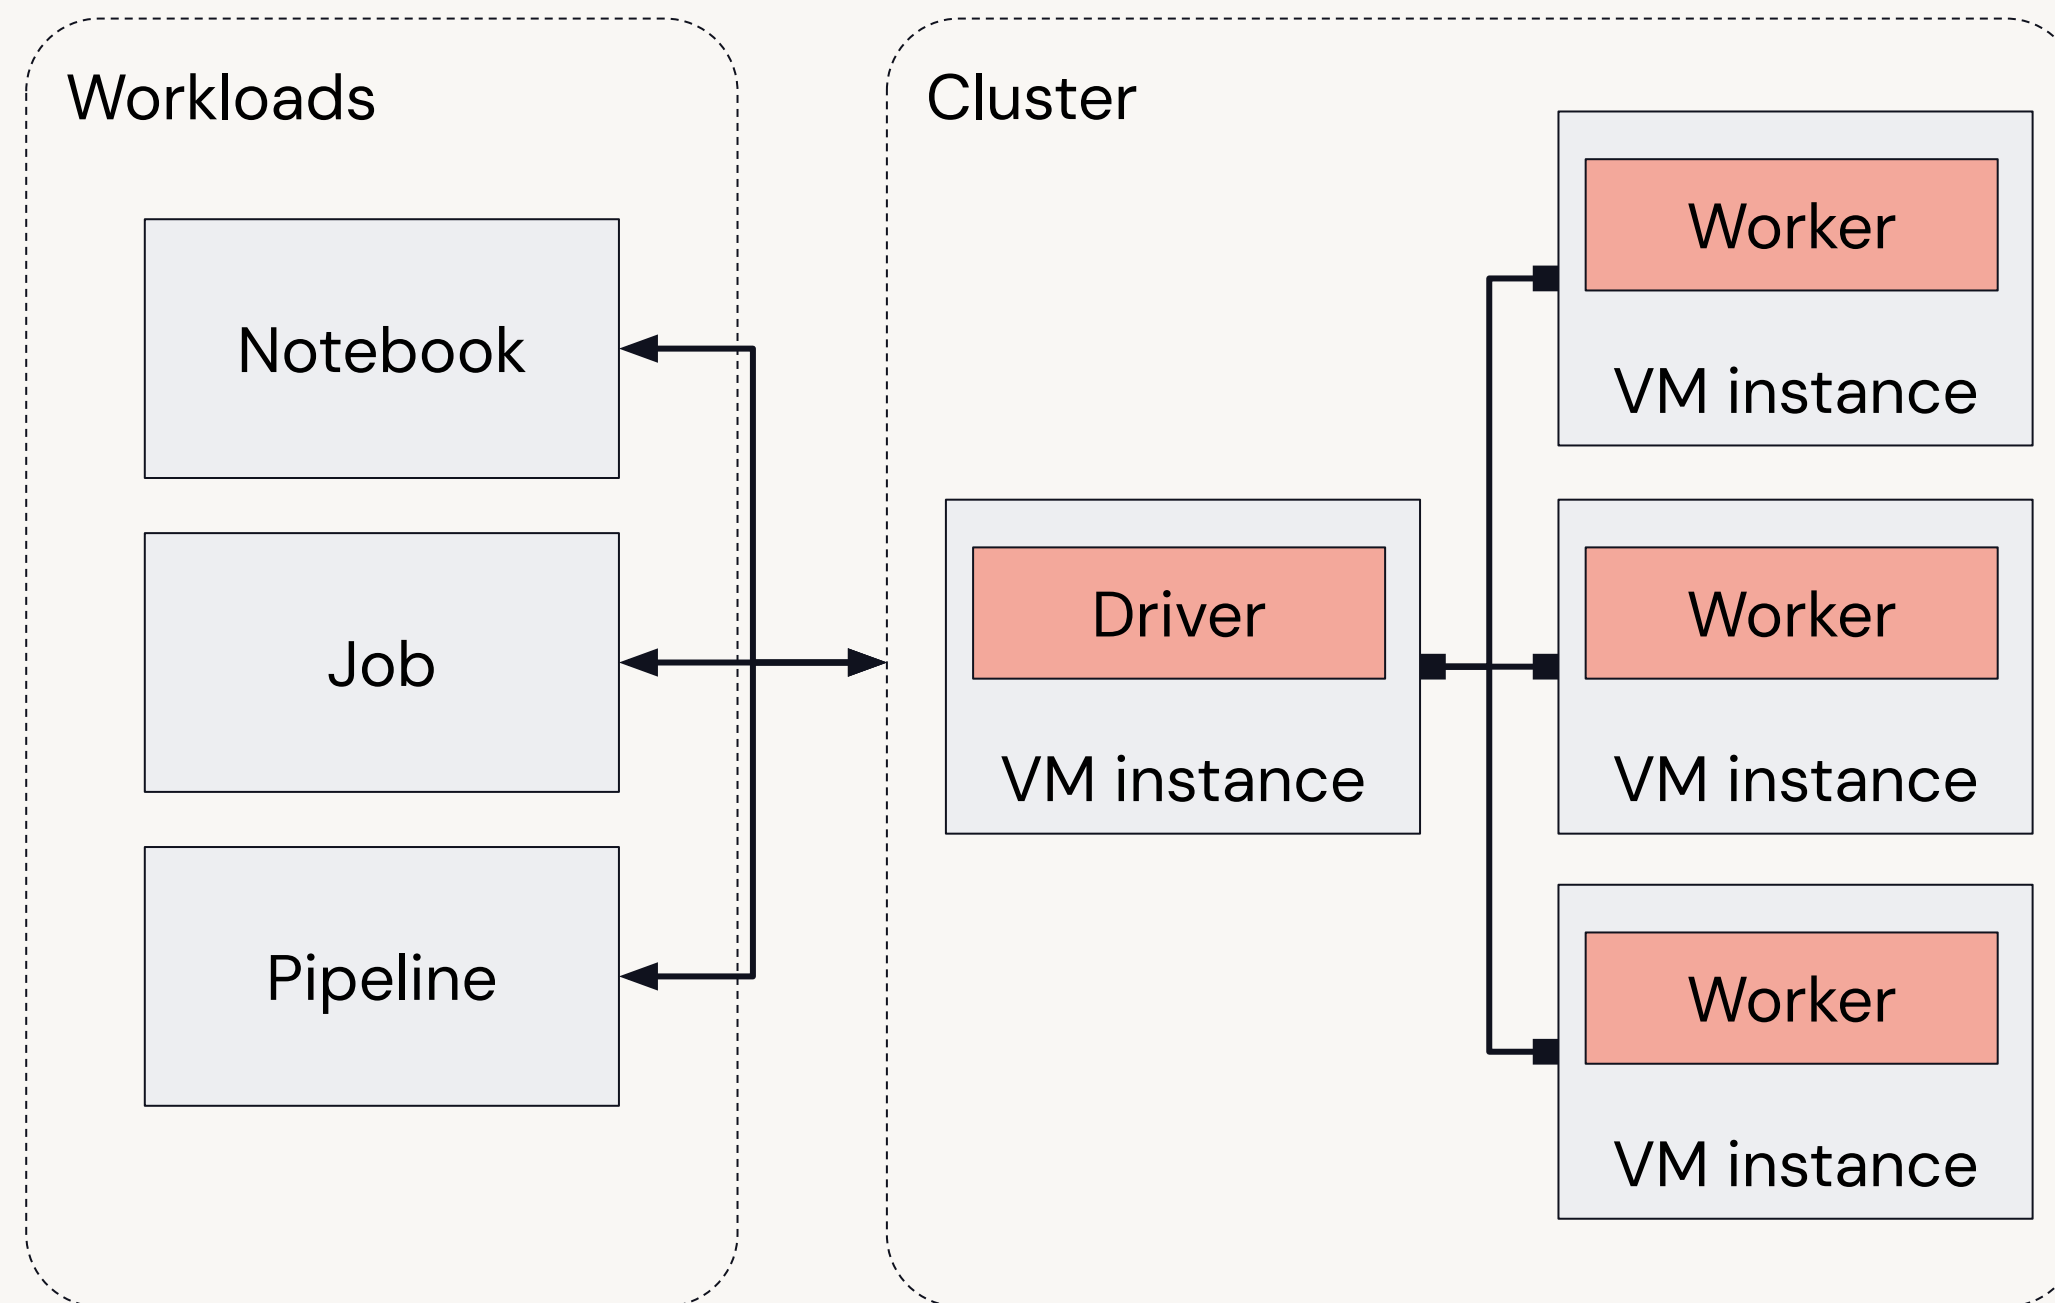 Workloads
Notebook
Job
Pipeline
Cluster
Driver
VM instance
Worker
VM instance
Worker
VM instance
Worker
VM instance